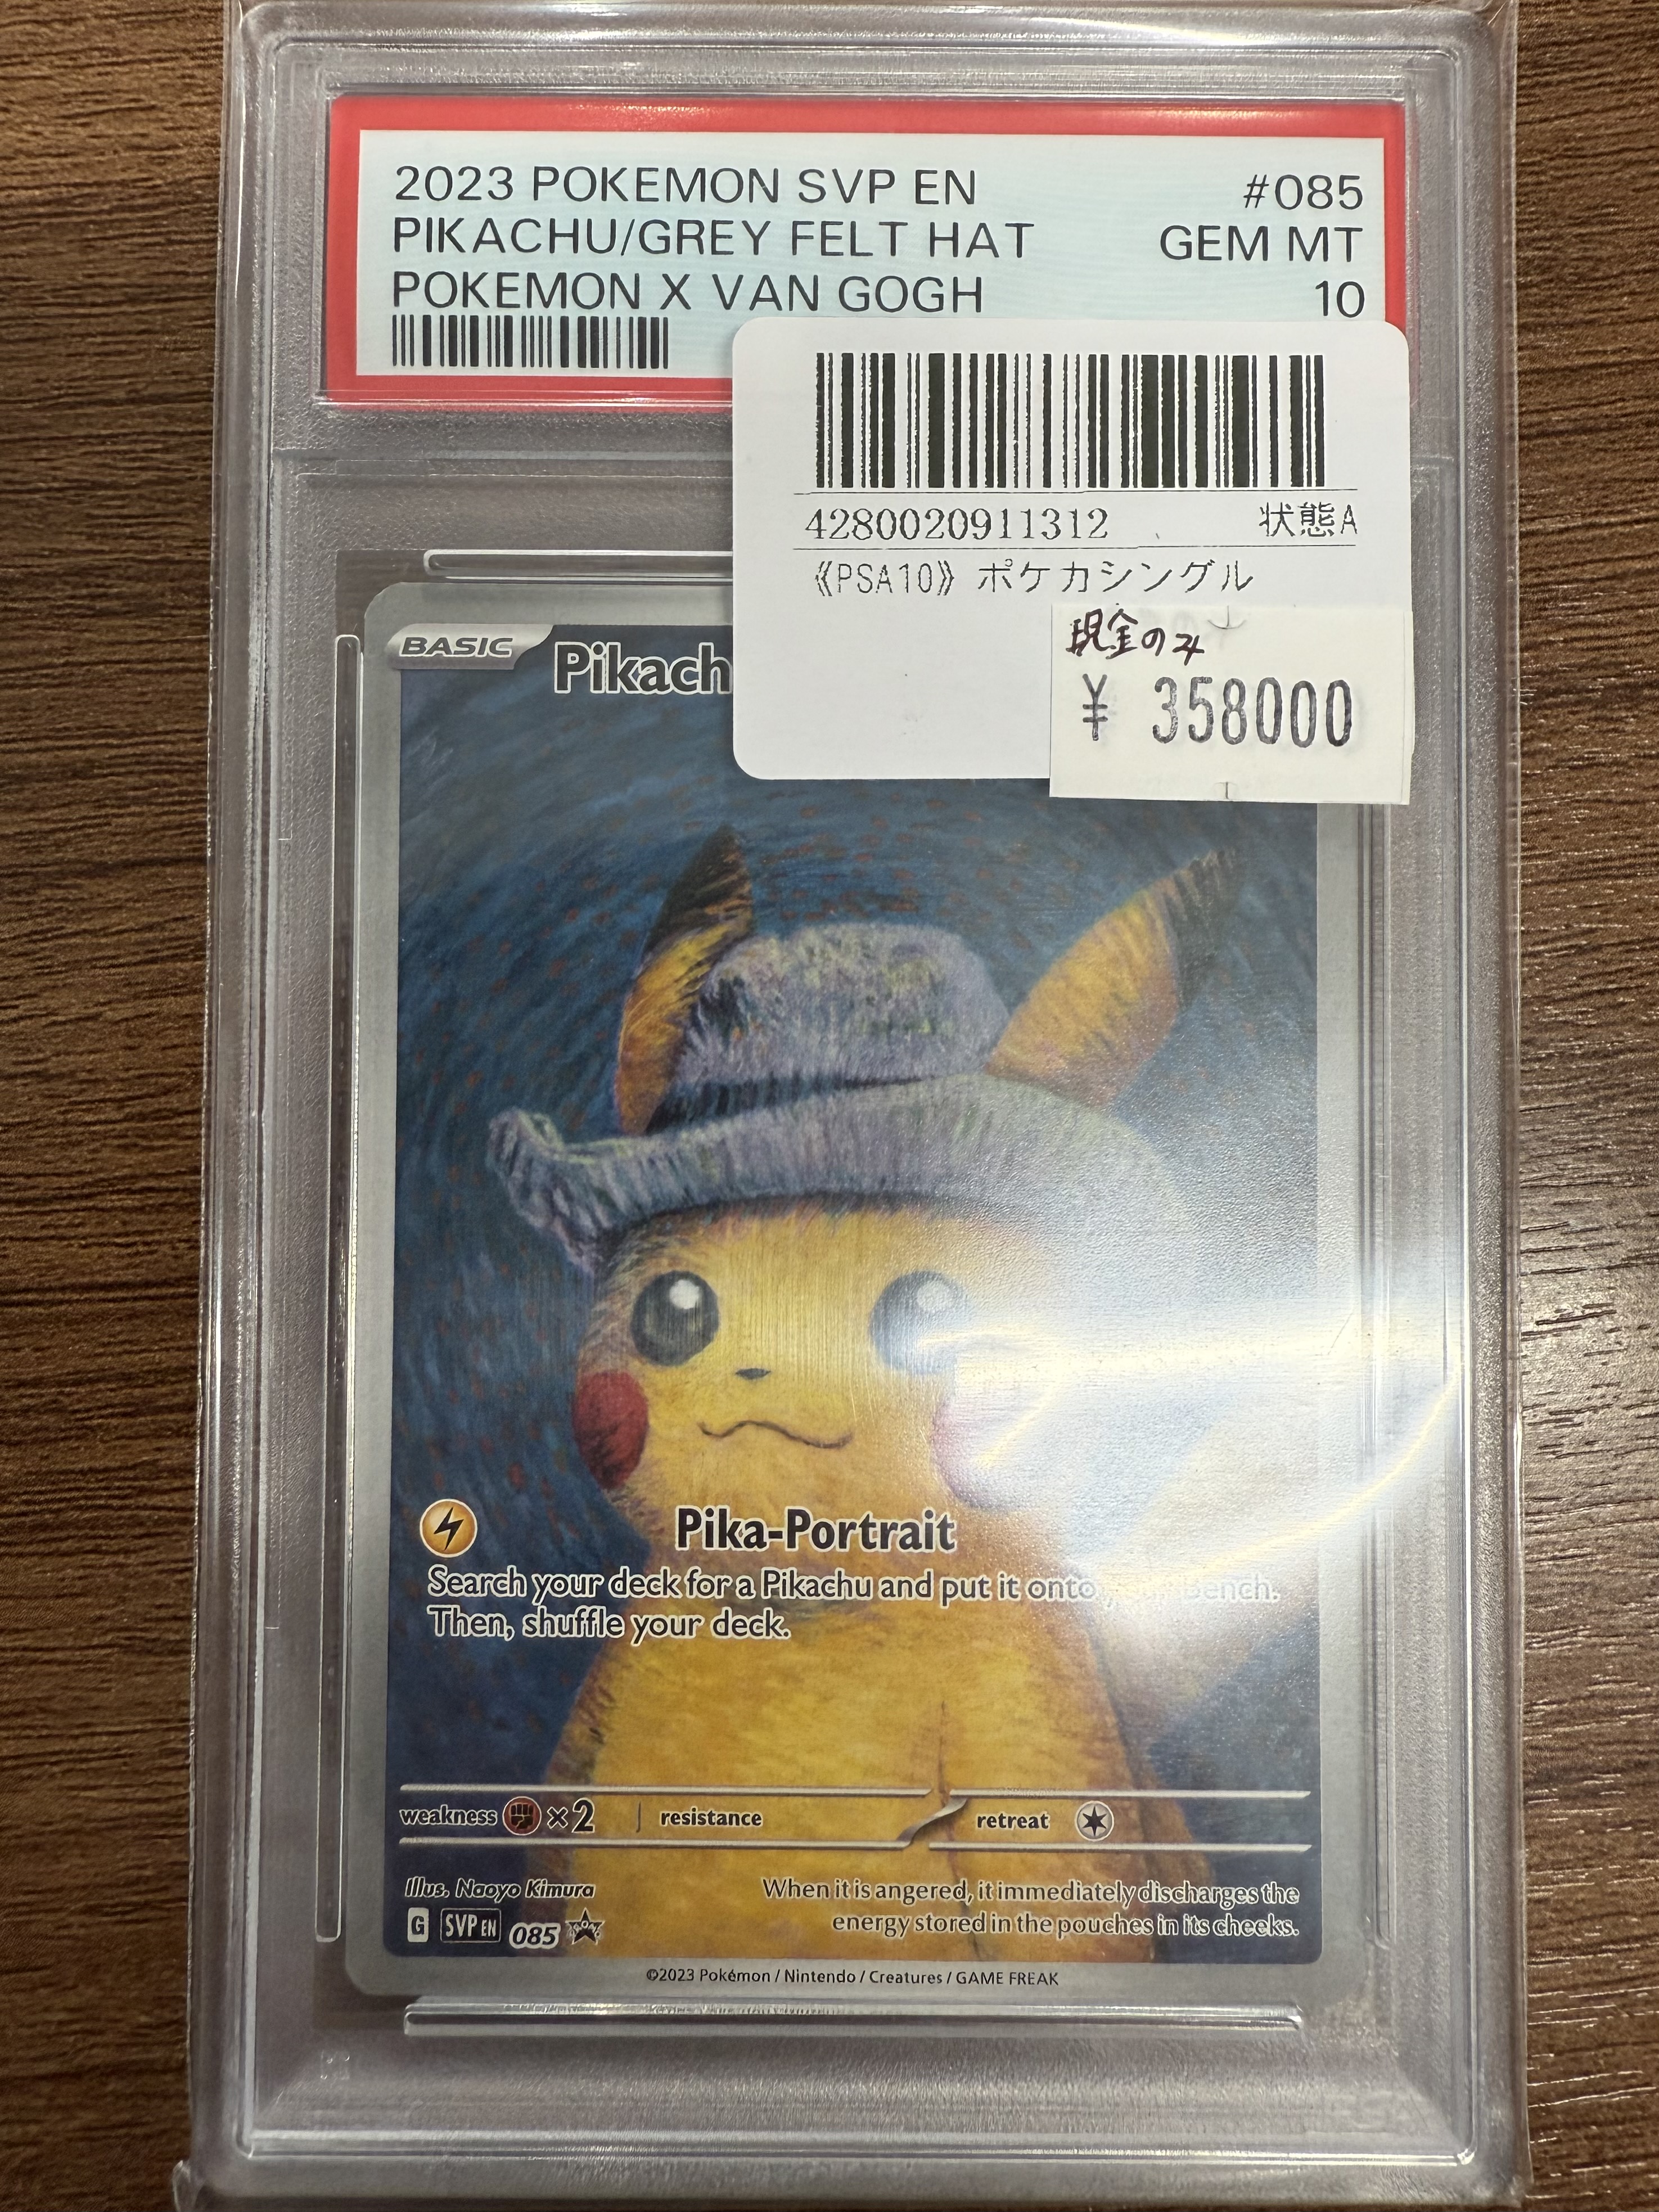 2023 POKEMON SVP EN #085
PIKACHU/GREY FELT HAT GEM MT
POKEMON X VAN GOGH 10
4280020911312 状態A
《PSA10》 ポケカシングル
現金のみ
¥ 358000
BASIC Pikach
Pika-Portrait
Search your deck for a Pikachu and put it onto Bench.
Then, shuffle your deck.
weakness ×2 resistance retreat
Illus. Naoyo Kimura
When it is angered, it immediately discharges the
energy stored in the pouches in its cheeks.
G SVP EN 085
©2023 Pokémon / Nintendo / Creatures / GAME FREAK